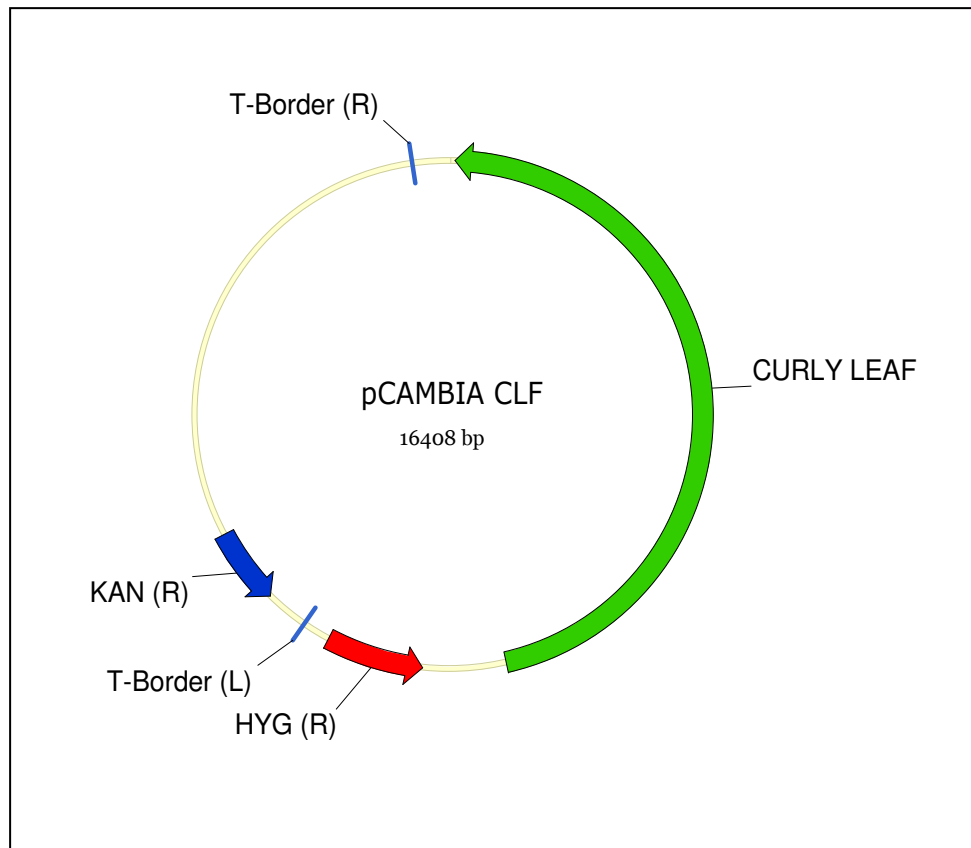 T-Border (R)
CURLY LEAF
pCAMBIA CLF
16408 bp
KAN (R)
T-Border (L)
HYG (R)